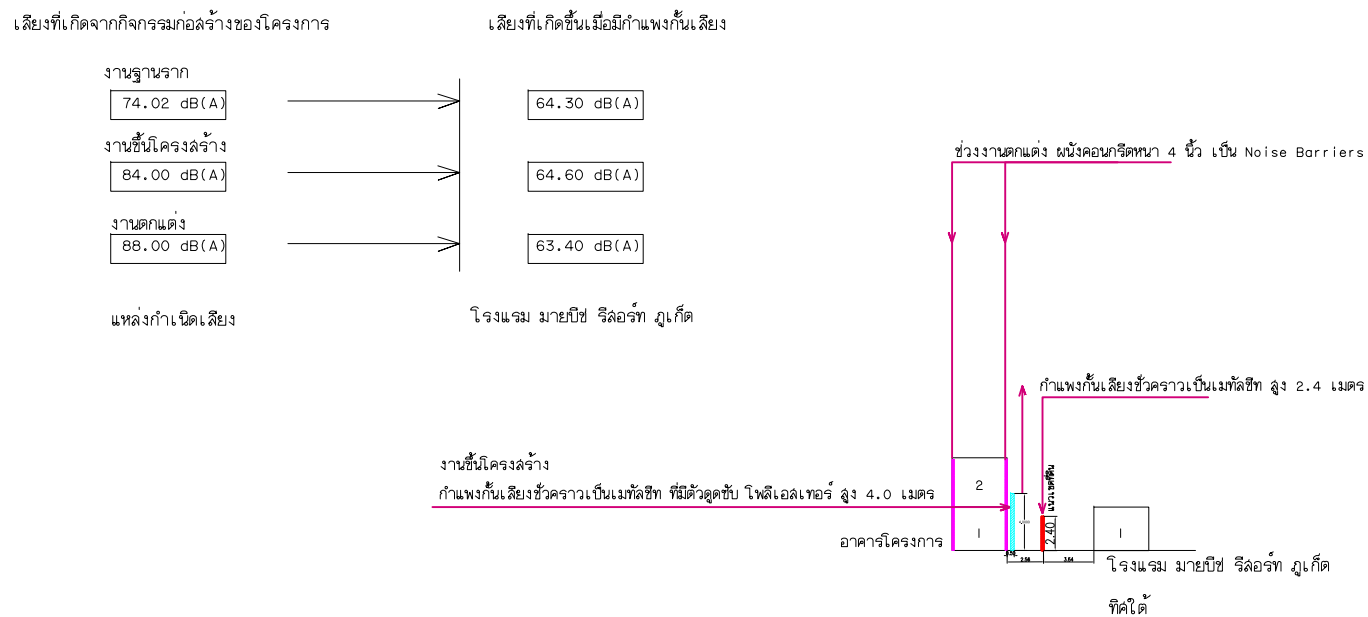 เสียงที่เกิดจากกิจกรรมก่อสร้างของโครงการ
เสียงที่เกิดขึ้นเมื่อมีกำแพงกั้นเสียง
งานฐานราก
74.02 dB(A)
64.30 dB(A)
งานขึ้นโครงสร้าง
84.00 dB(A)
64.60 dB(A)
งานตกแต่ง
88.00 dB(A)
63.40 dB(A)
แหล่งกำเนิดเสียง
โรงแรม มายบีช รีสอร์ท ภูเก็ต
ช่วงงานตกแต่ง ผนังคอนกรีตหนา 4 นิ้ว เป็น Noise Barriers
กำแพงกั้นเสียงชั่วคราวเป็นเมทัลชีท สูง 2.4 เมตร
งานขึ้นโครงสร้าง
กำแพงกั้นเสียงชั่วคราวเป็นเมทัลชีท ที่มีตัวดูดซับ โพลีเอสเทอร์ สูง 4.0 เมตร
2
แนวเขตที่ดิน
2.40
1
1
อาคารโครงการ
2.56
3.64
โรงแรม มายบีช รีสอร์ท ภูเก็ต
ทิศใต้